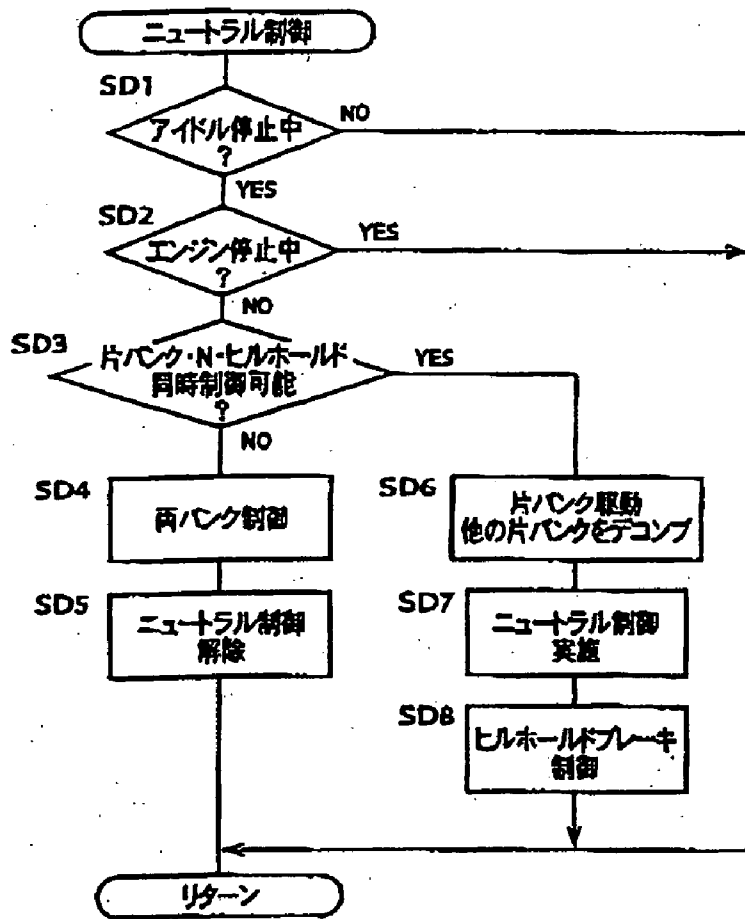 ニュートラル制御
SD1
アイドル停止中
?
NO
YES
SD2
エンジン停止中
?
YES
NO
SD3
片バンク・N・ヒルホールド
同時制御可能
?
YES
NO
SD4
両バンク制御
SD6
片バンク駆動
他の片バンクをデコンプ
SD5
ニュートラル制御
解除
SD7
ニュートラル制御
実施
SD8
ヒルホールドブレーキ
制御
リターン